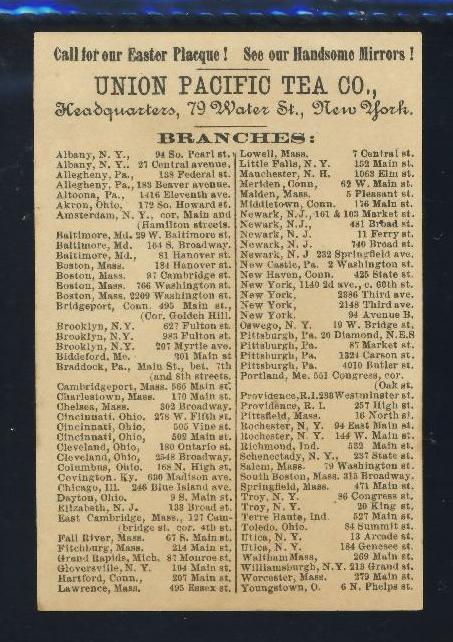 Call for our Easter Placque! See our Handsome Mirrors!
UNION PACIFIC TEA CO.,
Headquarters, 79 Water St., New York.
BRANCHES:
Albany, N. Y., 94 So. Pearl st.
Albany, N. Y.. 27 Central avenue.
Allegheny, Pa., 138 Federal st.
Allegheny, Pa., 183 Beaver avenue.
Altoona, Pa., 1416 Eleventh ave.
Akron, Ohio, 172 So. Howard st.
Amsterdam, N. Y., cor. Main and
(Hamilton streets.
Baltimore, Md. 29 W. Baltimore st.
Baltimore, Md. 164 S. Broadway.
Baltimore, Md., 81 Hanover st.
Boston, Mass. 184 Hanover st.
Boston, Mass. 97 Cambridge st.
Boston, Mass. 766 Washington st.
Boston, Mass. 2209 Washington st.
Bridgeport, Conn. 495 Main st.,
(Cor. Golden Hill.
Brooklyn, N. Y. 627 Fulton st.
Brooklyn, N. Y. 983 Fulton st.
Brooklyn, N. Y. 207 Myrtle ave.
Biddeford, Me. 201 Main st
Braddock, Pa., Main St., bet. 7th
(and 8th streets.
Cambridgeport, Mass. 565 Main st.
Charlestown, Mass. 170 Main st.
Chelsea, Mass. 302 Broadway.
Cincinnati, Ohio. 278 W. Fifth st.
Cincinnati, Ohio, 505 Vine st.
Cincinnati, Ohio, 502 Main st.
Cleveland, Ohio, 180 Ontario st.
Cleveland, Ohio, 2548 Broadway.
Columbus, Ohio. 168 N. High st.
Covington, Ky. 630 Madison ave.
Chicago, Ill. 246 Blue Island ave.
Dayton, Ohio. 9 S. Main st.
Elizabeth, N. J. 138 Broad st.
East Cambridge, Mass., 127 Cam-
(bridge st. cor. 4th st.
Fall River, Mass. 67 S. Main st.
Fitchburg, Mass. 214 Main st.
Grand Rapids, Mich. 87 Monroe st.
Gloversville, N. Y. 104 Main st.
Hartford, Conn., 207 Main st.
Lawrence, Mass. 495 Essex st.
Lowell, Mass. 7 Central st.
Little Falls, N. Y. 152 Main st.
Manchester, N. H. 1063 Elm st.
Meriden, Conn, 62 W. Main st.
Malden, Mass. 5 Pleasant st.
Middletown, Conn. 176 Main st.
Newark, N. J., 161 & 103 Market st.
Newark, N. J., 481 Broad st.
Newark, N. J. 11 Ferry st.
Newark, N. J. 740 Broad st.
Newark, N. J 232 Springfield ave.
New Castle, Pa. 2 Washington st.
New Haven, Conn. 425 State st.
New York, 1140 2d ave., c. 60th st.
New York, 2386 Third ave.
New York, 2148 Third ave.
New York. 94 Avenue B.
Oswego, N. Y. 19 W. Bridge st.
Pittsburgh, Pa. 20 Diamond, N.E.S
Pittsburgh, Pa. 87 Market st.
Pittsburgh, Pa. 1324 Carson st.
Pittsburgh, Pa. 4010 Butler st.
Portland, Me. 551 Congress, cor.
(Oak st.
Providence, R.I. 238 Westminster st.
Providence, R. I. 257 High st.
Pittsfield, Mass. 16 North st.
Rochester, N. Y. 94 East Main st.
Rochester, N. Y. 144 W. Main st.
Richmond, Ind. 532 Main st.
Schenectady, N. Y., 237 State st.
Salem, Mass. 79 Washington st.
South Boston, Mass. 315 Broadway.
Springfield, Mass. 471 Main st.
Troy, N. Y. 86 Congress st.
Troy, N. Y. 20 King st.
Terre Haute, Ind. 527 Main st.
Toledo, Ohio. 84 Summit st.
Utica, N. Y. 13 Arcade st.
Utica, N. Y. 184 Genesee st.
Waltham Mass, 269 Main st.
Williamsburgh, N.Y. 213 Grand st.
Worcester, Mass. 279 Main st.
Youngstown, O. 6 N. Phelps st.